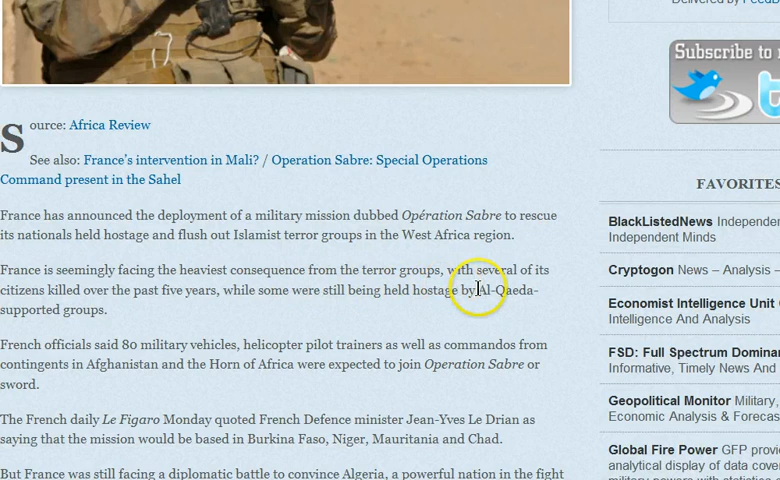 Delivered by FeedB
Subscribe to
Source: Africa Review
See also: France's intervention in Mali? / Operation Sabre: Special Operations
Command present in the Sahel
France has announced the deployment of a military mission dubbed Opération Sabre to rescue
its nationals held hostage and flush out Islamist terror groups in the West Africa region.
France is seemingly facing the heaviest consequence from the terror groups, with several of its
citizens killed over the past five years, while some were still being held hostage by Al-Qaeda-
supported groups.
French officials said 80 military vehicles, helicopter pilot trainers as well as commandos from
contingents in Afghanistan and the Horn of Africa were expected to join Operation Sabre or
sword.
The French daily Le Figaro Monday quoted French Defence minister Jean-Yves Le Drian as
saying that the mission would be based in Burkina Faso, Niger, Mauritania and Chad.
But France was still facing a diplomatic battle to convince Algeria, a powerful nation in the fight
FAVORITES
BlackListedNews Independen
Independent Minds
Cryptogon News – Analysis –
Economist Intelligence Unit
Intelligence And Analysis
FSD: Full Spectrum Dominan
Informative, Timely News And
Geopolitical Monitor Military,
Economic Analysis & Forecas
Global Fire Power GFP provi
analytical display of data cove
military powers with statistics